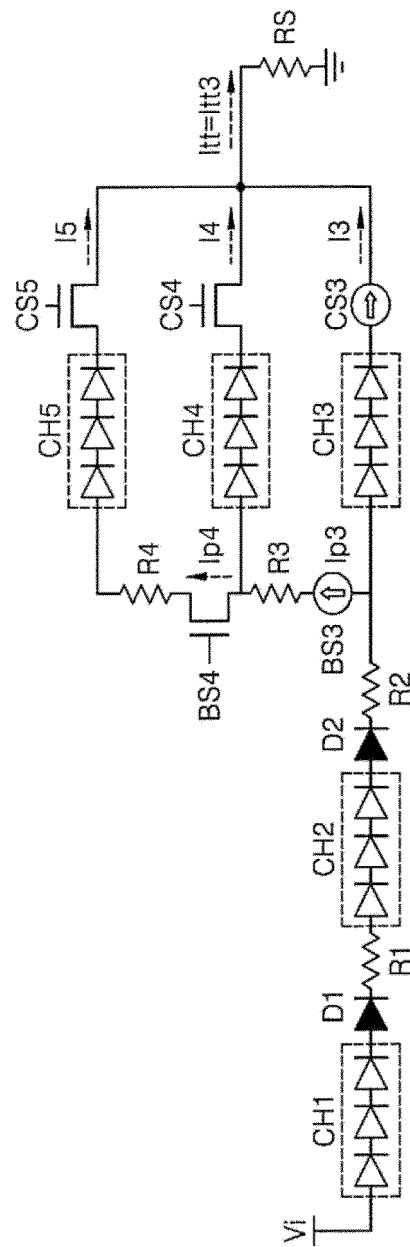 Vi
CH1
D1
R1
CH2
D2
R2
BS3
Ip3
R3
BS4
Ip4
R4
CH5
CH4
CH3
CS5
CS4
CS3
I5
I4
I3
Itt=Itt3
RS